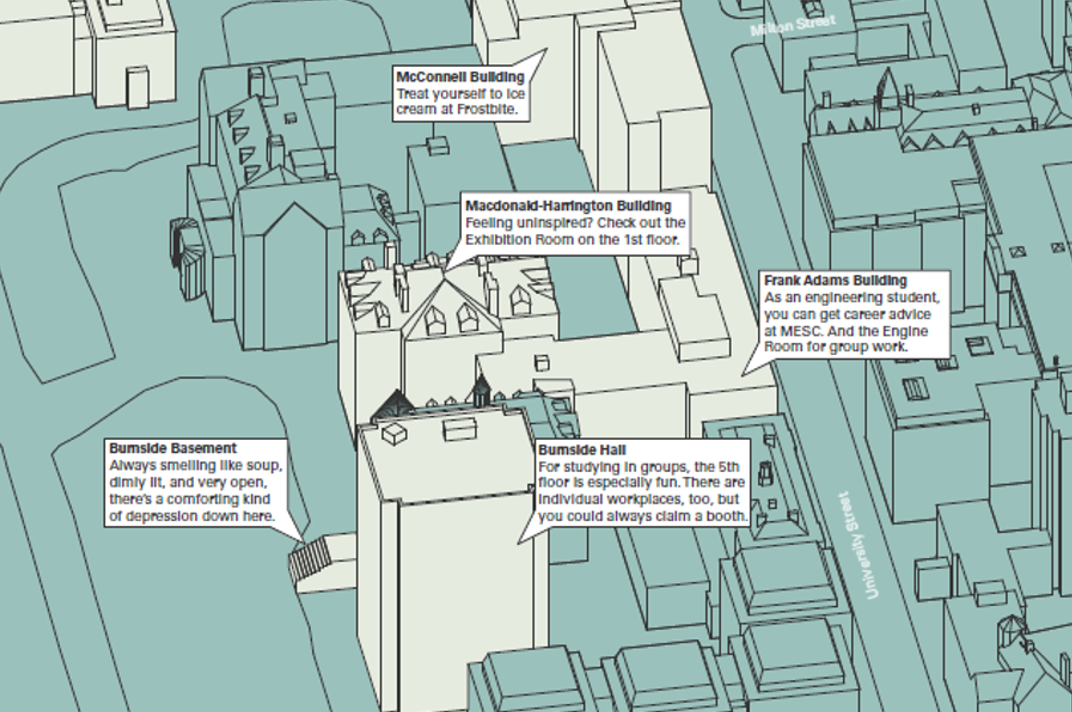 Milton Street
McConnell Building
Treat yourself to ice
cream at Frostbite.
Macdonald-Harrington Building
Feeling uninspired? Check out the
Exhibition Room on the 1st floor.
Frank Adams Building
As an engineering student,
you can get career advice
at MESC. And the Engine
Room for group work.
Burnside Basement
Always smelling like soup,
dimly lit, and very open,
there's a comforting kind
of depression down here.
Burnside Hall
For studying in groups, the 5th
floor is especially fun. There are
individual workplaces, too, but
you could always claim a booth.
University Street